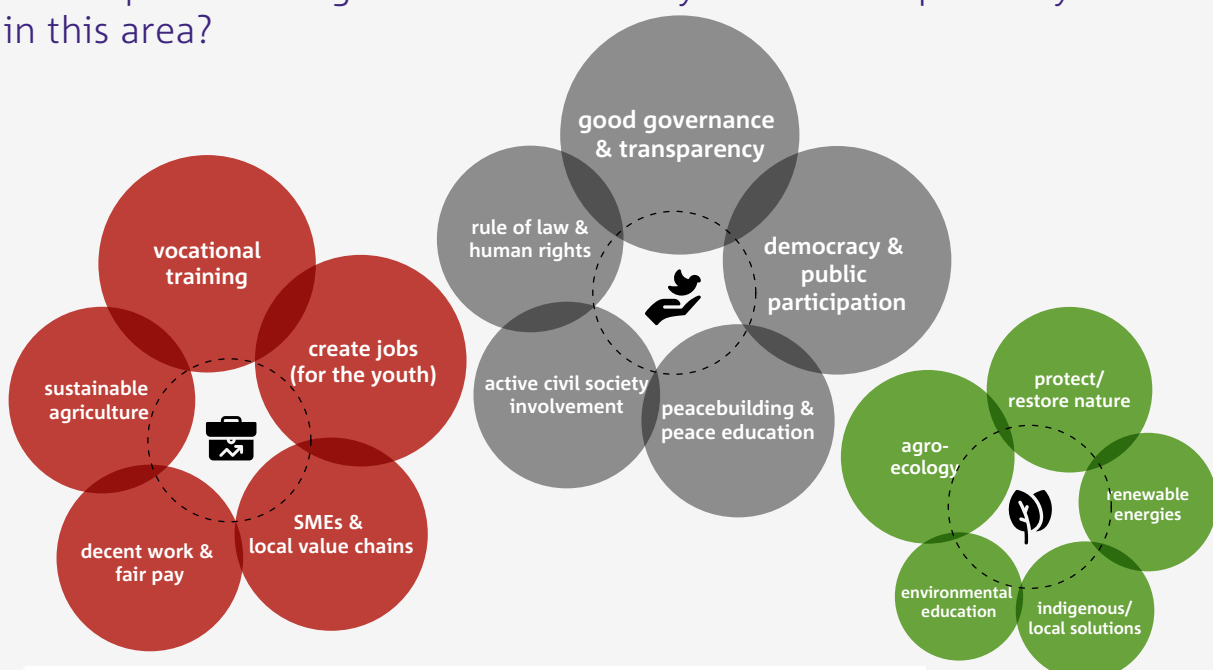 in this area?
good governance
& transparency
rule of law &
human rights
democracy &
public
participation
active civil society
involvement
peacebuilding &
peace education
vocational
training
create jobs
(for the youth)
sustainable
agriculture
SMEs &
local value chains
decent work &
fair pay
protect/
restore nature
agro-
ecology
renewable
energies
environmental
education
indigenous/
local solutions